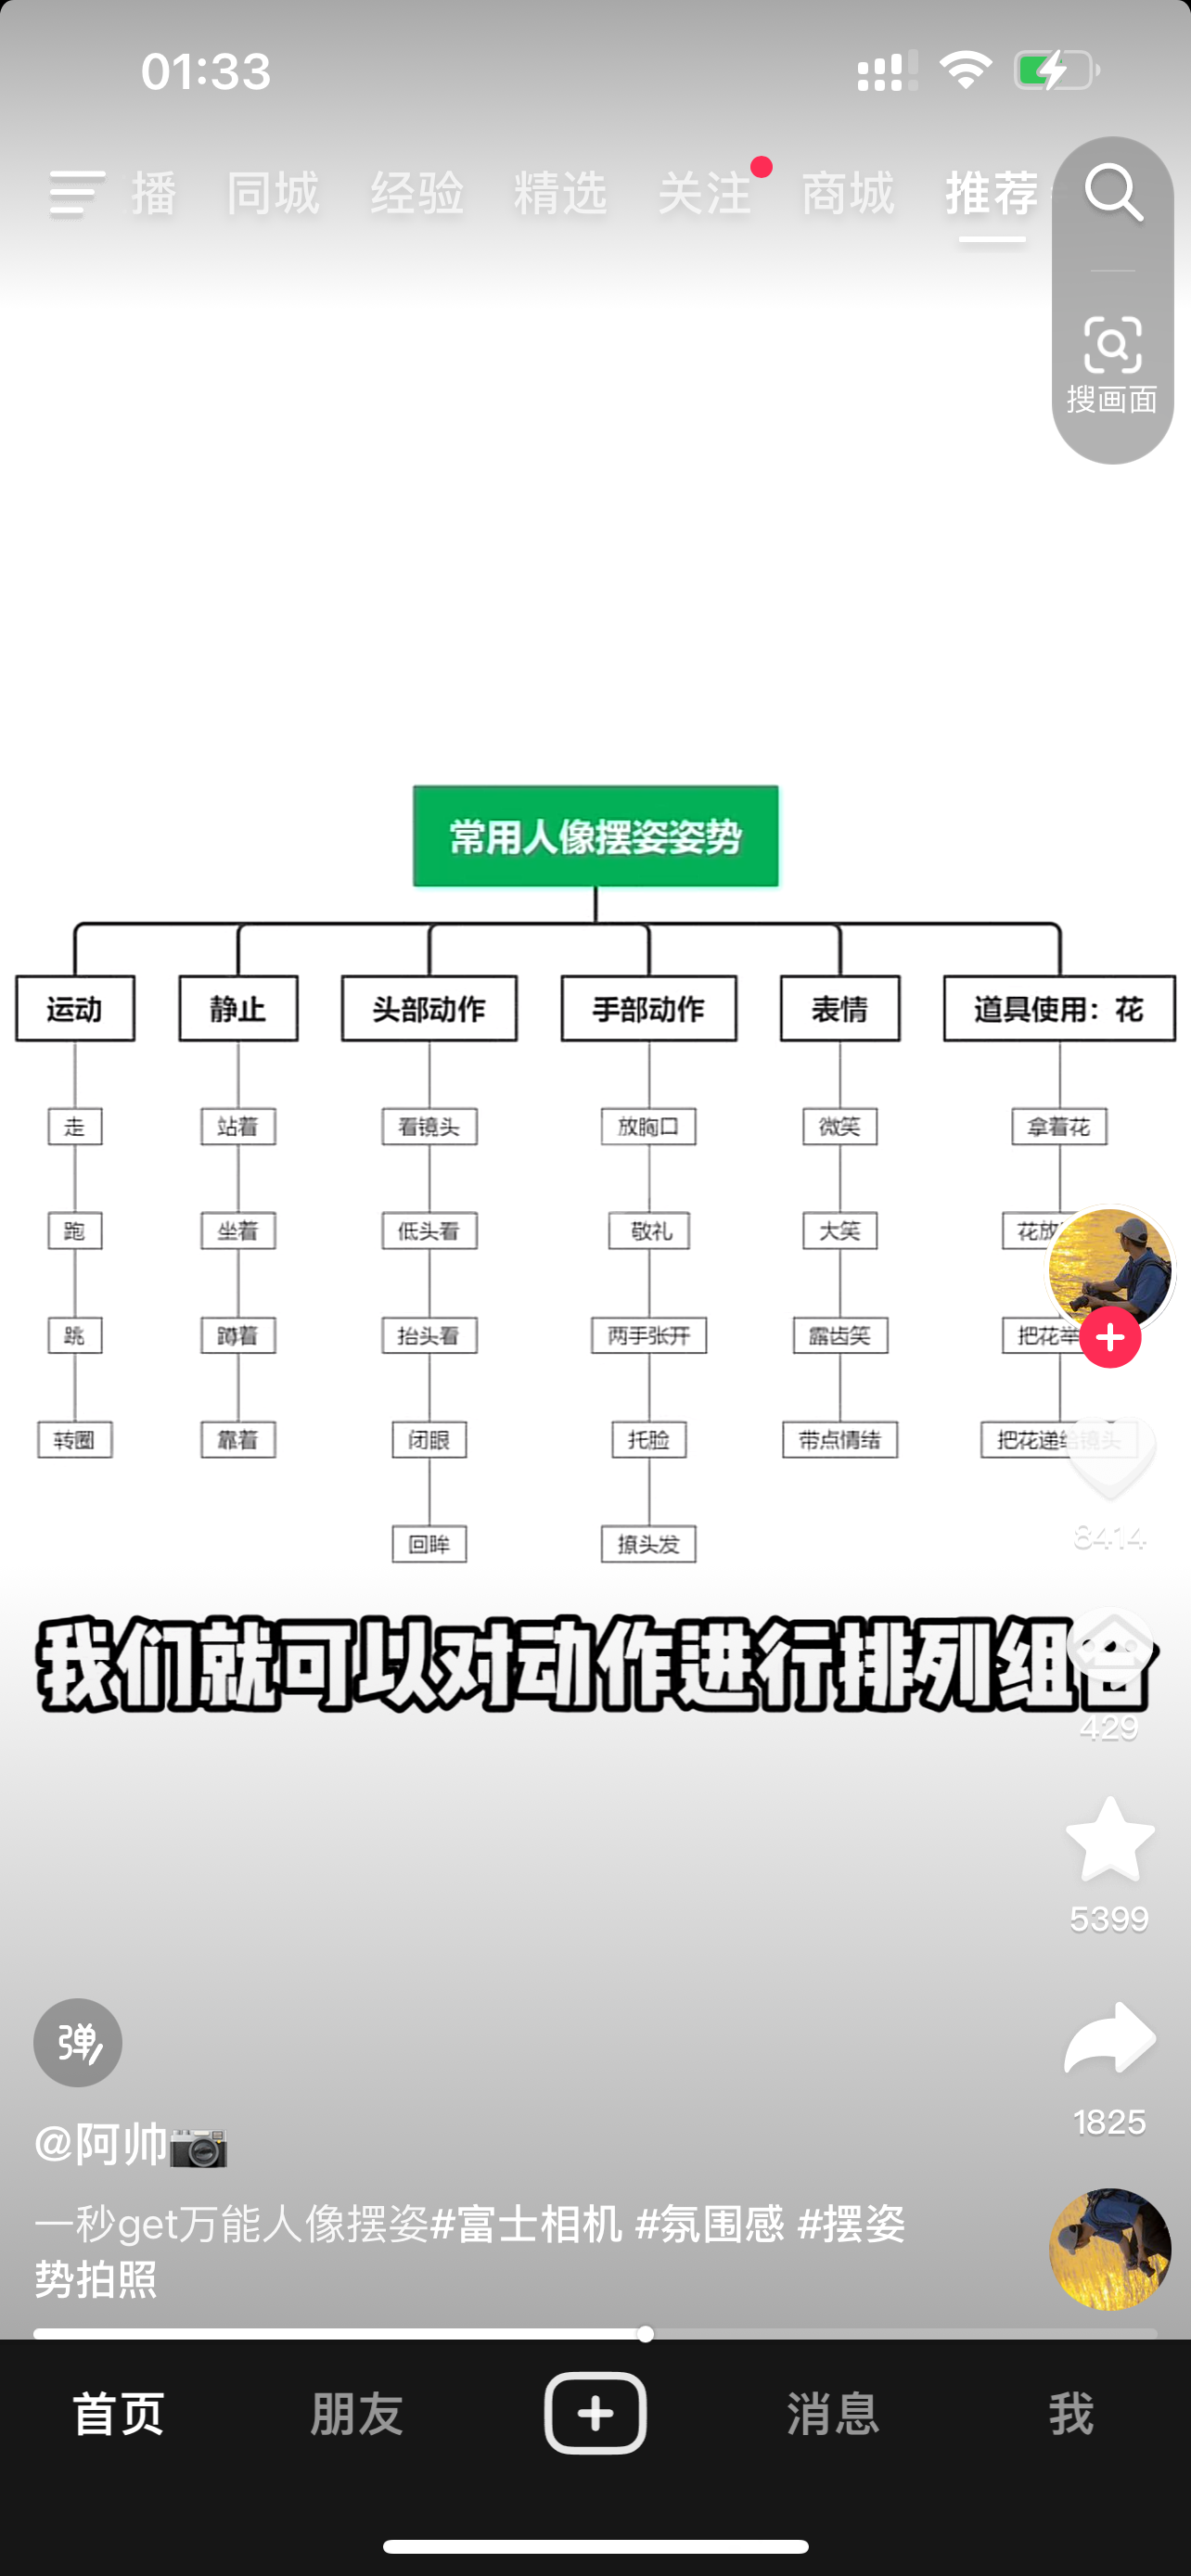 01:33
播 同城 经验 精选 关注 商城 推荐
搜画面
常用人像摆姿姿势
运动 静止 头部动作 手部动作 表情 道具使用：花
走 站着 看镜头 放胸口 微笑 拿着花
跑 坐着 低头看 敬礼 大笑 花放
跳 蹲着 抬头看 两手张开 露齿笑 把花举
转圈 靠着 闭眼 托脸 带点情绪 把花递给镜头
回眸 撩头发
8414
我们就可以对动作进行排列组合
429
5399
弹
1825
@阿帅
一秒get万能人像摆姿#富士相机 #氛围感 #摆姿
势拍照
首页 朋友 消息 我